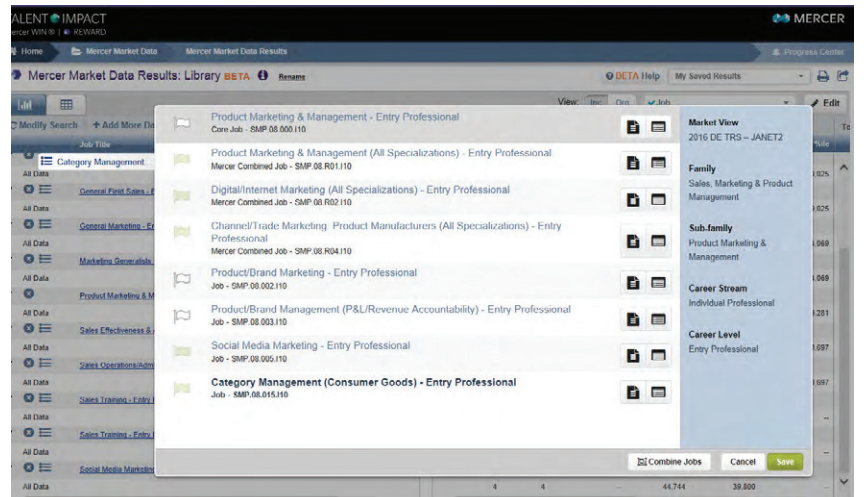 TALENT IMPACT
Mercer WIN ® | REWARD
MERCER
Home
Mercer Market Data
Mercer Market Data Results
Progress Center
Mercer Market Data Results: Library BETA Rename
BETA Help
My Saved Results
View: Inc Org Job
Edit
Modify Search + Add More Da
Job Title
Category Management
All Data
General Field Sales - E
All Data
General Marketing - En
All Data
Marketing Generalists
All Data
Product Marketing & M
All Data
Sales Effectiveness &
All Data
Sales Operations/Adm
All Data
Sales Training - Entry
All Data
Sales Training - Entry
All Data
Social Media Marketing
All Data
Product Marketing & Management - Entry Professional
Core Job - SMP.08.000.I10
Product Marketing & Management (All Specializations) - Entry Professional
Mercer Combined Job - SMP.08.R01.I10
Digital/Internet Marketing (All Specializations) - Entry Professional
Mercer Combined Job - SMP.08.R02.I10
Channel/Trade Marketing Product Manufacturers (All Specializations) - Entry
Professional
Mercer Combined Job - SMP.08.R04.I10
Product/Brand Marketing - Entry Professional
Job - SMP.08.002.I10
Product/Brand Management (P&L/Revenue Accountability) - Entry Professional
Job - SMP.08.003.I10
Social Media Marketing - Entry Professional
Job - SMP.08.005.I10
Category Management (Consumer Goods) - Entry Professional
Job - SMP.08.015.I10
Market View
2016 DE TRS – JANET2
Family
Sales, Marketing & Product
Management
Sub-family
Product Marketing &
Management
Career Stream
Individual Professional
Career Level
Entry Professional
Combine Jobs
Cancel
Save
4 4 -- 44,744 39,800 --